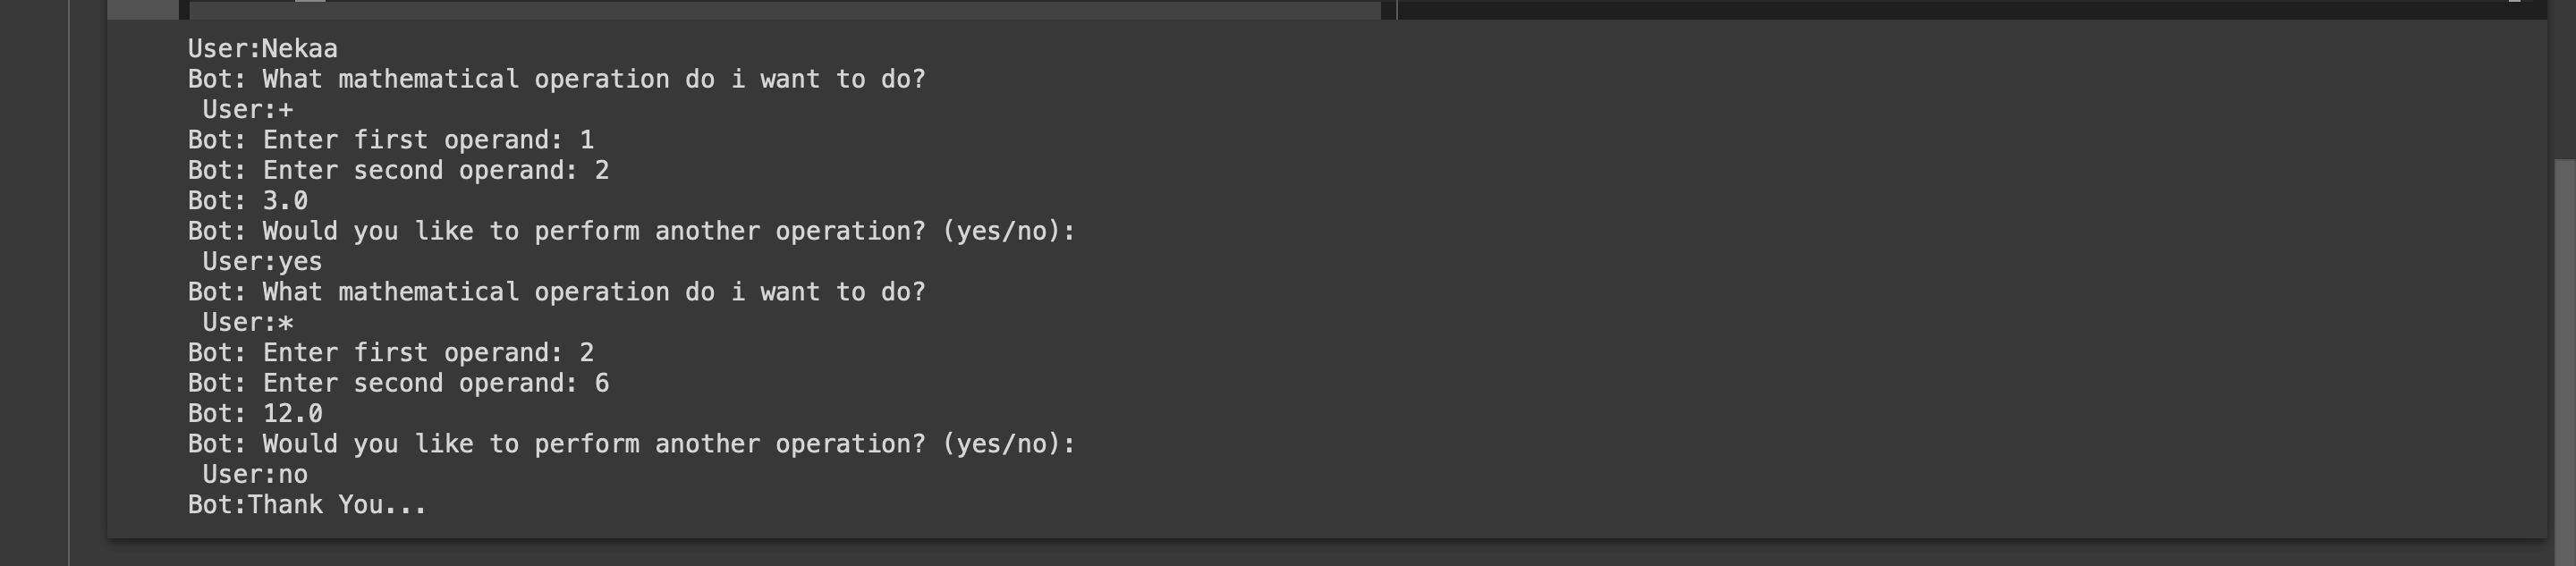 User:Nekaa
Bot: What mathematical operation do i want to do?
User:+
Bot: Enter first operand: 1
Bot: Enter second operand: 2
Bot: 3.0
Bot: Would you like to perform another operation? (yes/no):
User:yes
Bot: What mathematical operation do i want to do?
User:*
Bot: Enter first operand: 2
Bot: Enter second operand: 6
Bot: 12.0
Bot: Would you like to perform another operation? (yes/no):
User:no
Bot:Thank You...